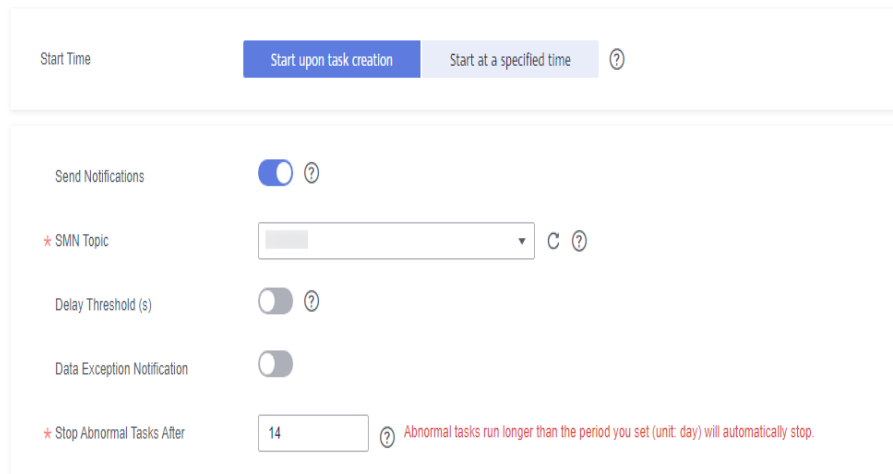 Start Time Start upon task creation Start at a specified time ?
Send Notifications ?
* SMN Topic ?
Delay Threshold (s) ?
Data Exception Notification
* Stop Abnormal Tasks After 14 ? Abnormal tasks run longer than the period you set (unit: day) will automatically stop.